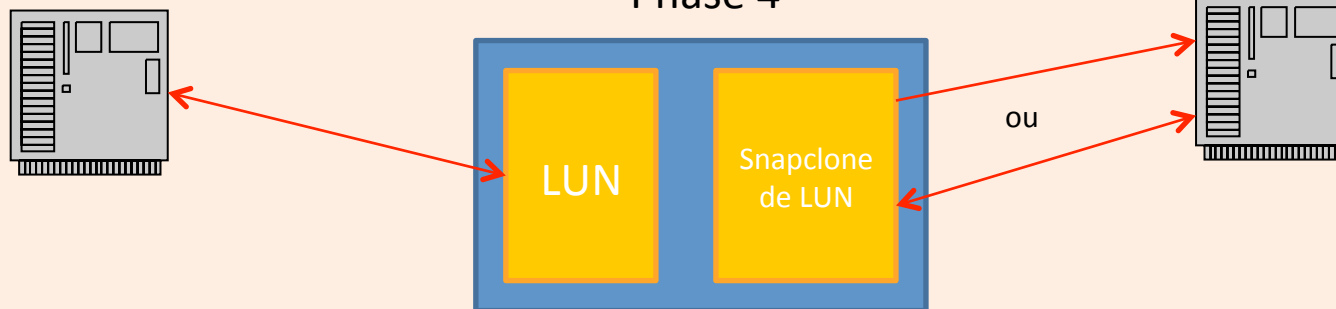 Phase 4
ou
LUN
Snapclone
de LUN